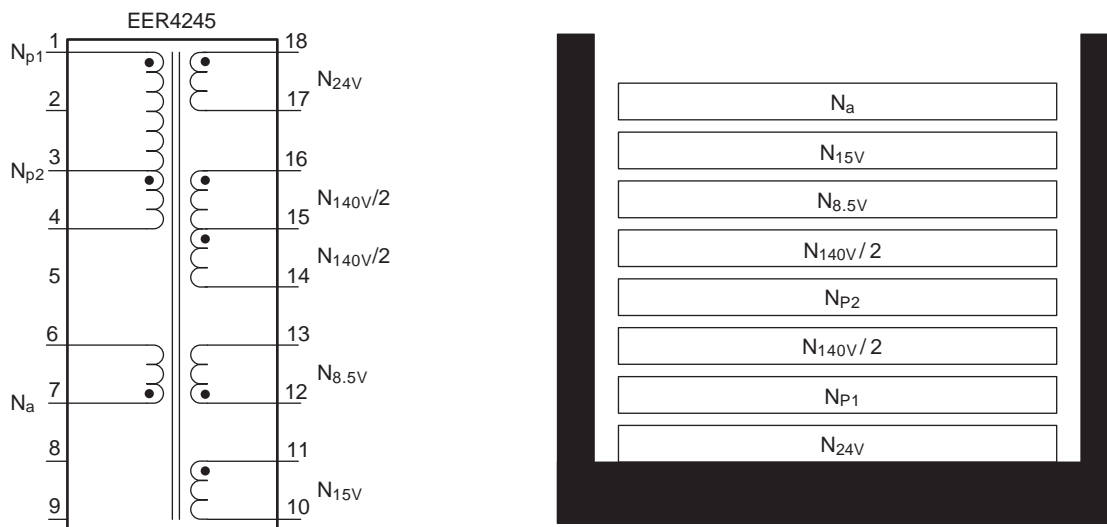 EER4245
Np1
1
2
Np2
3
4
5
6
Na
7
8
9
18
N24V
17
16
N140V/2
15
N140V/2
14
13
N8.5V
12
11
N15V
10
Na
N15V
N8.5V
N140V/ 2
NP2
N140V/ 2
NP1
N24V